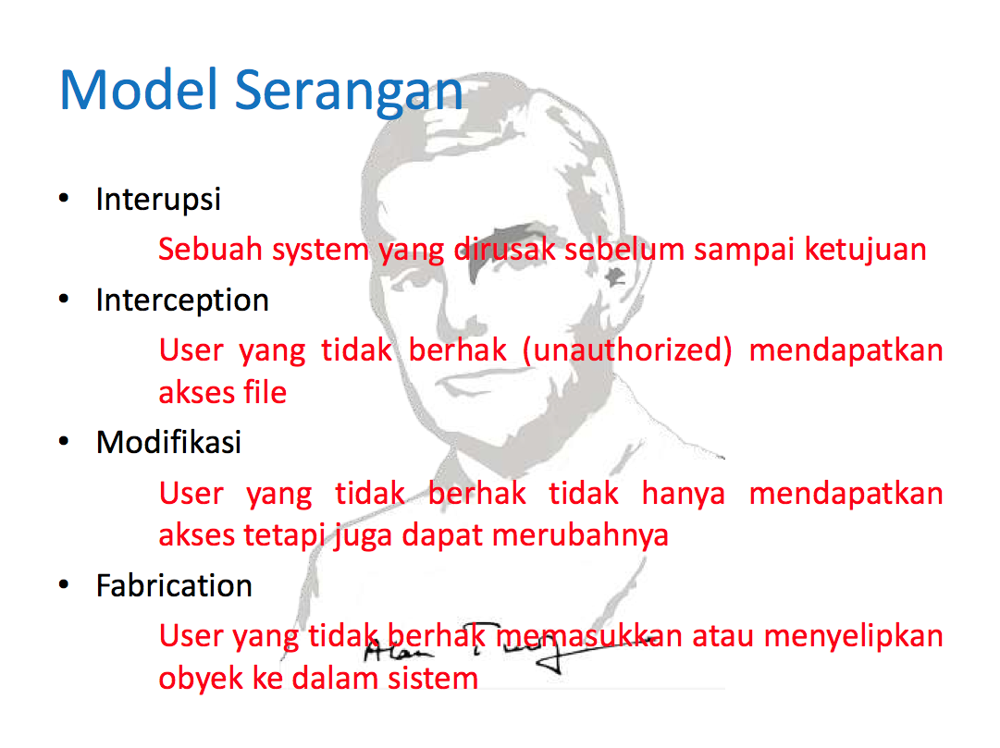 Model Serangan
• Interupsi
Sebuah system yang dirusak sebelum sampai ketujuan
• Interception
User yang tidak berhak (unauthorized) mendapatkan
akses file
• Modifikasi
User yang tidak berhak tidak hanya mendapatkan
akses tetapi juga dapat merubahnya
• Fabrication
User yang tidak berhak memasukkan atau menyelipkan
obyek ke dalam sistem
Alan Turing